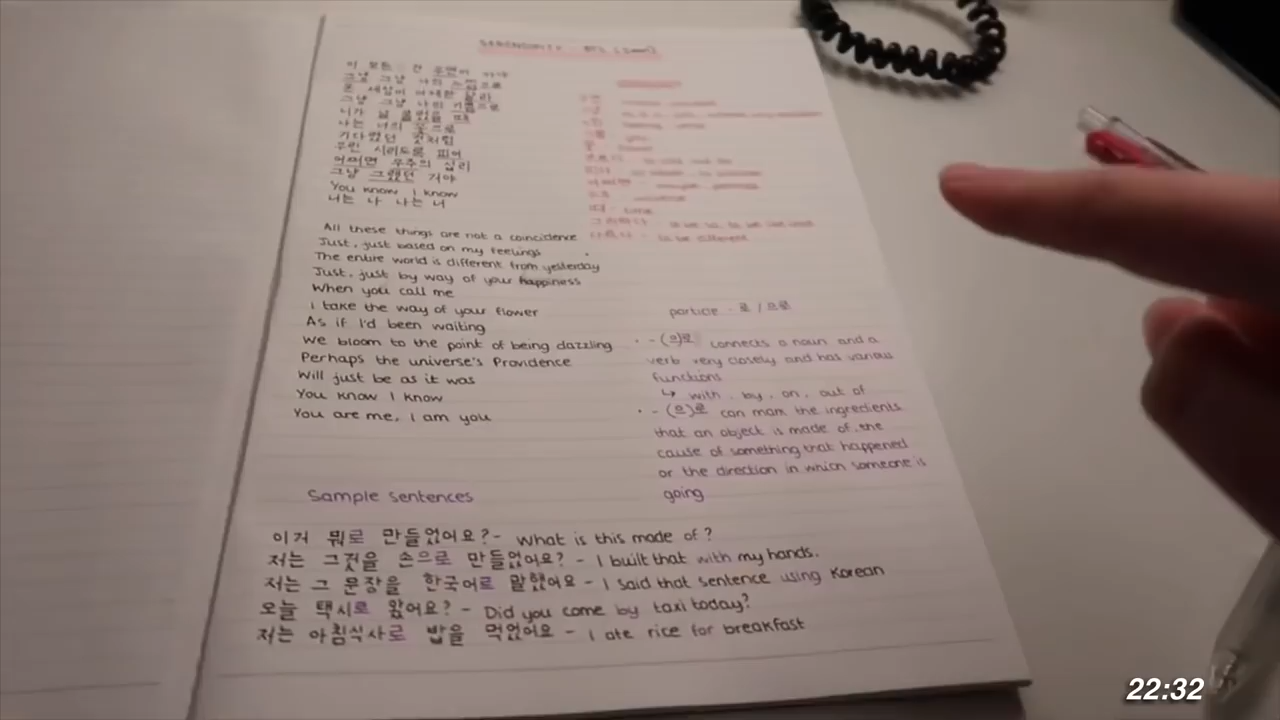 SERENDIPITY - BTS (Jimin)
이 모든 건 우연이 아냐
그냥 그냥 나의 느낌으로
온 세상이 어제완 달라
그냥 그냥 너의 기쁨으로
니가 날 불렀을 때
나는 너의 꽃으로
기다렸던 것처럼
우린 시리도록 피어
어쩌면 우주의 섭리
그냥 그랬던 거야
You know I know
너는 나 나는 너
All these things are not a coincidence
Just, just based on my feelings
The entire world is different from yesterday
Just, just by way of your happiness
When you call me
I take the way of your flower
As if I'd been waiting
We bloom to the point of being dazzling
Perhaps the universe's Providence
Will just be as it was
You know I know
You are me, I am you
때 - time
다르다 - to be different
particle - 로 / 으로
- (으)로 connects a noun and a
verb very closely and has various
functions
↳ with, by, on, out of
- (으)로 can mark the ingredients
that an object is made of, the
cause of something that happened
or the direction in which someone is
going
Sample sentences
이거 뭐로 만들었어요? - What is this made of?
저는 그것을 손으로 만들었어요? - I built that with my hands.
저는 그 문장을 한국어로 말했어요 - I said that sentence using Korean
오늘 택시로 왔어요? - Did you come by taxi today?
저는 아침식사로 밥을 먹었어요 - I ate rice for breakfast
22:32